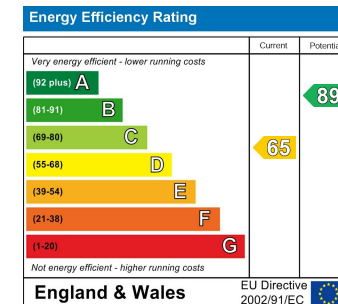 Energy Efficiency Rating
Current Potentia
Very energy efficient - lower running costs
(92 plus) A
(81-91) B
(69-80) C
(55-68) D
(39-54) E
(21-38) F
(1-20) G
65
89
Not energy efficient - higher running costs
England & Wales
EU Directive
2002/91/EC